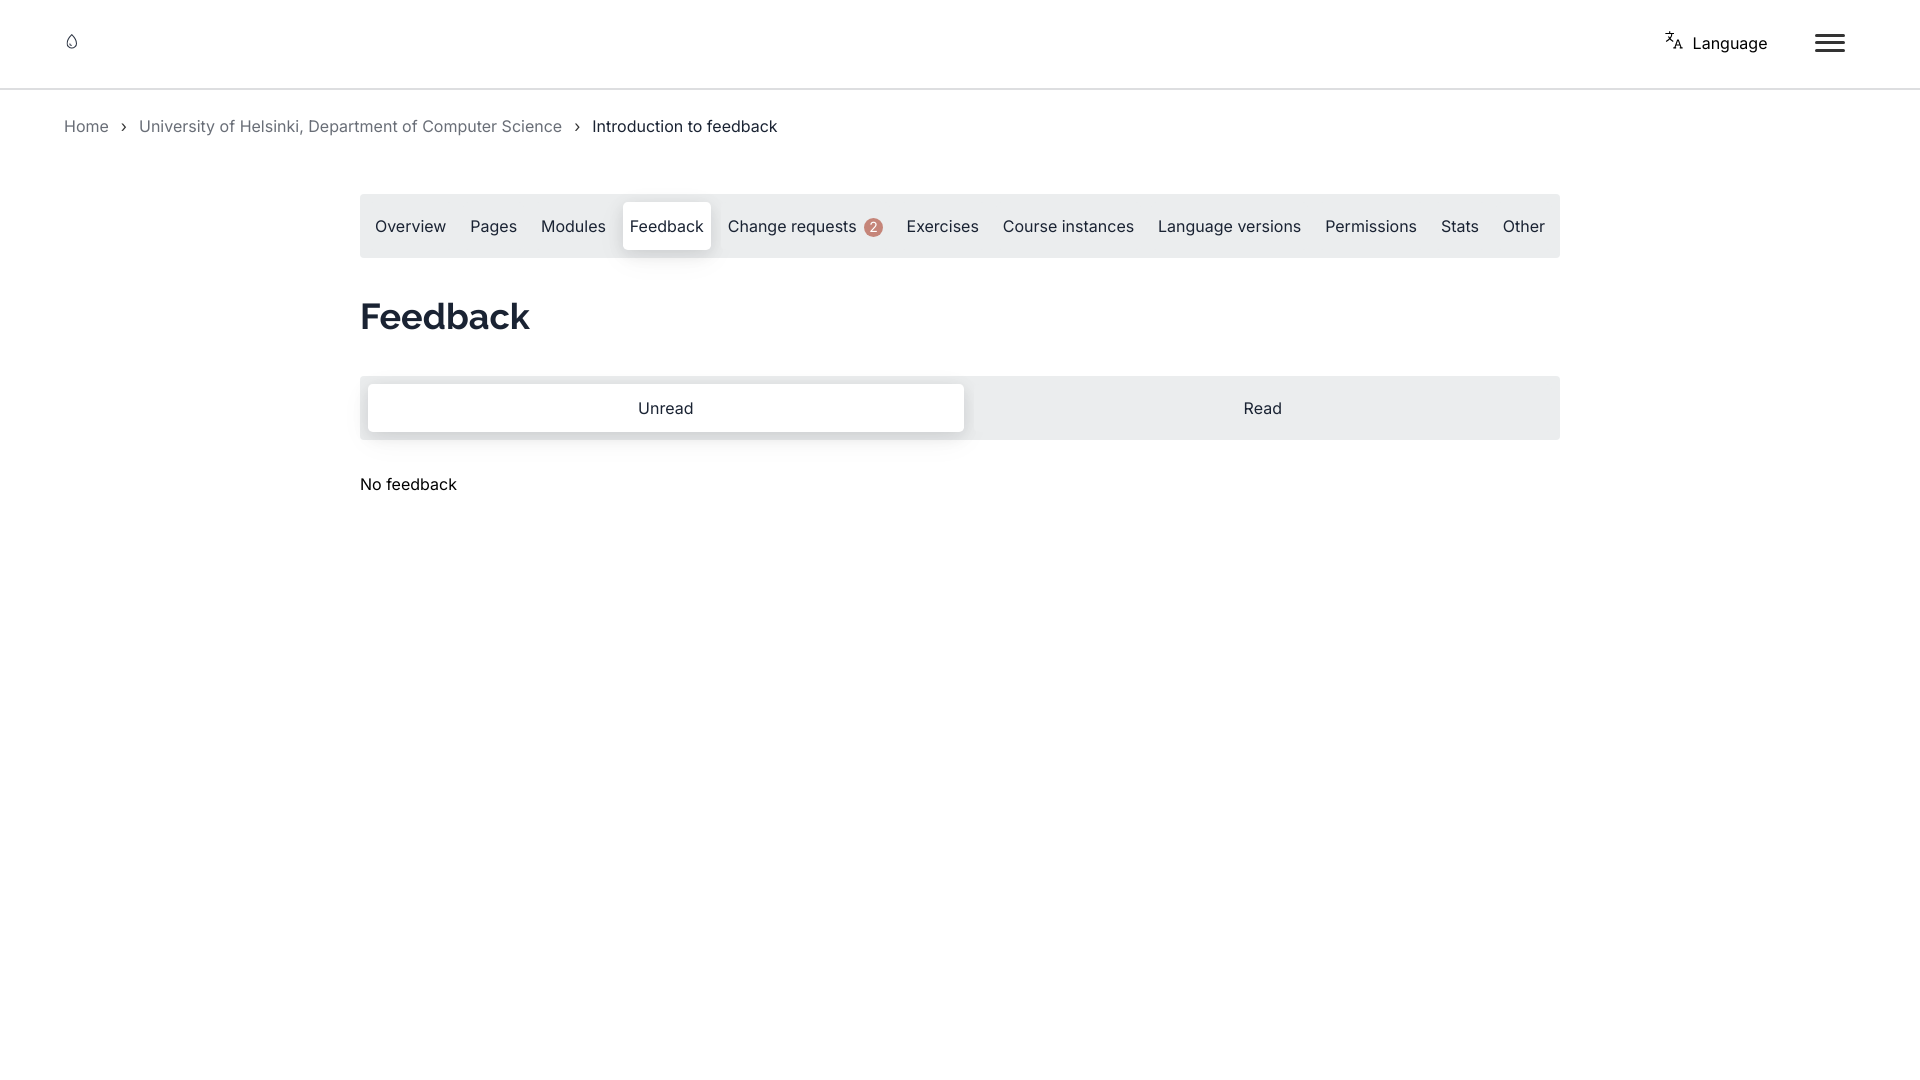 Language
Home › University of Helsinki, Department of Computer Science › Introduction to feedback
Overview Pages Modules Feedback Change requests 2 Exercises Course instances Language versions Permissions Stats Other
Feedback
Unread Read
No feedback